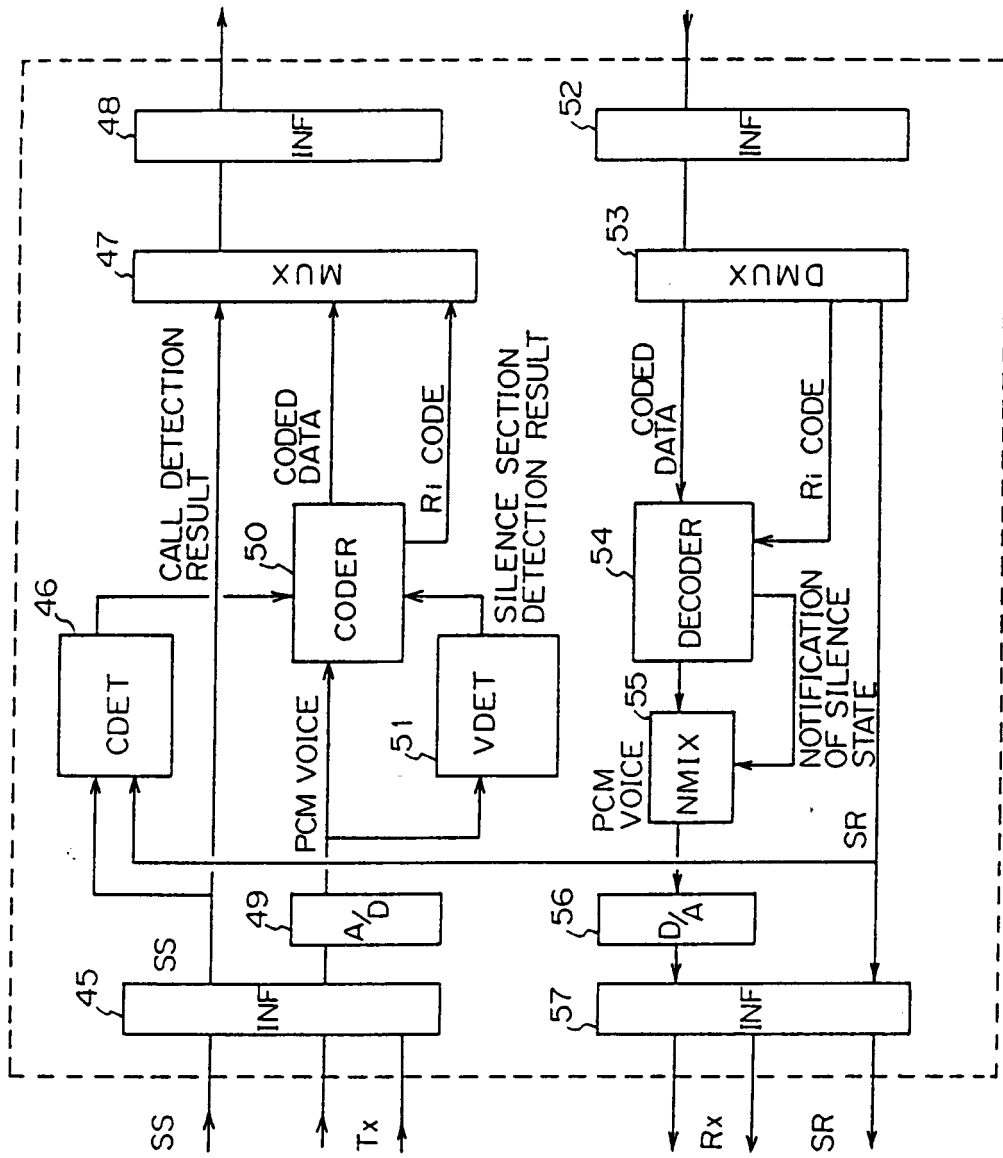 SS
Tx
45
INF
SS
46
CDET
CALL DETECTION
RESULT
49
A/D
PCM VOICE
50
CODER
51
VDET
SILENCE SECTION
DETECTION RESULT
CODED
DATA
Ri CODE
47
MUX
48
INF
Rx
SR
57
INF
56
D/A
PCM
VOICE
55
NMIX
54
DECODER
NOTIFICATION
OF SILENCE
STATE
SR
CODED
DATA
Ri CODE
53
DMUX
52
INF